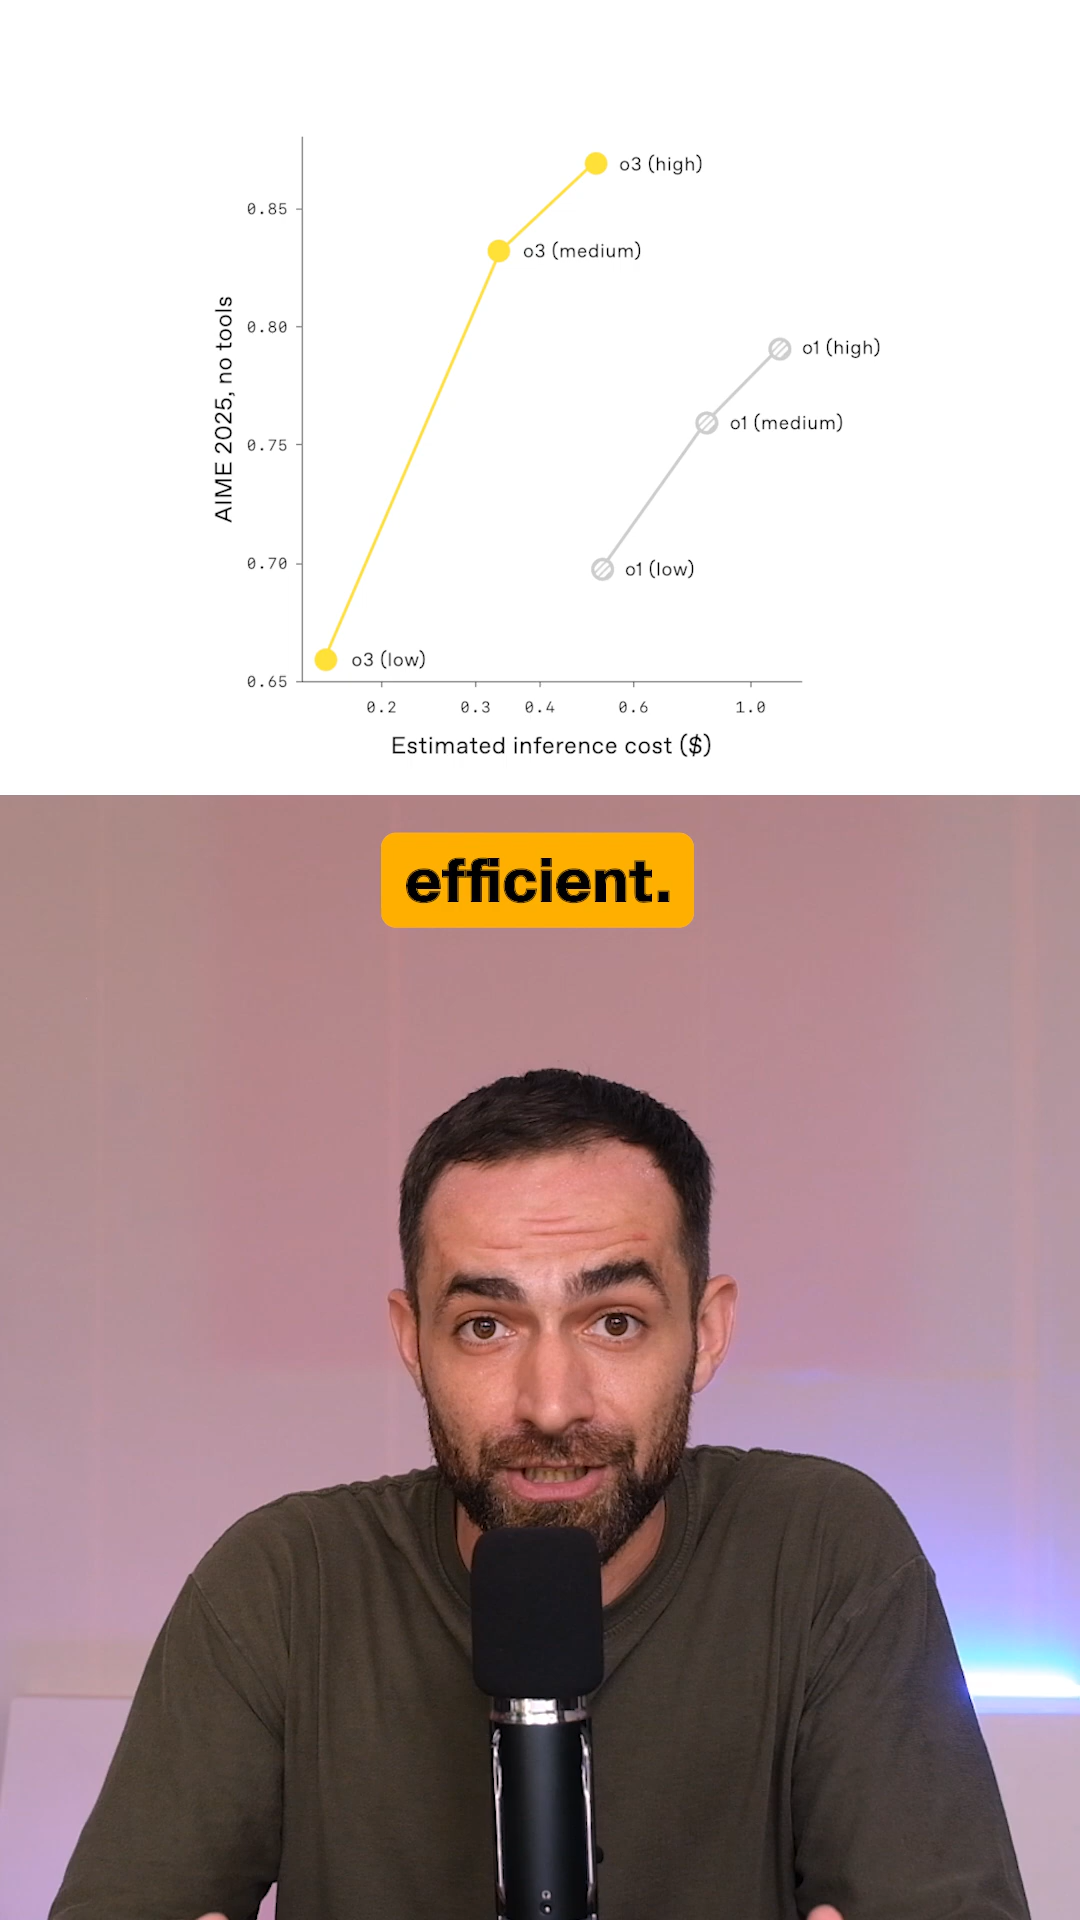 o3 (high)
0.85
o3 (medium)
0.80
o1 (high)
o1 (medium)
0.75
AIME 2025, no tools
0.70
o1 (low)
o3 (low)
0.65
0.2 0.3 0.4 0.6 1.0
Estimated inference cost ($)
efficient.